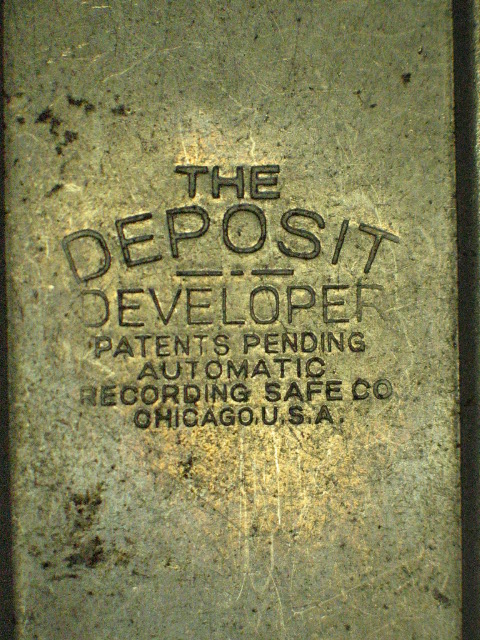 THE
DEPOSIT
DEVELOPER
PATENTS PENDING
AUTOMATIC
RECORDING SAFE CO
CHICAGO.U.S.A.